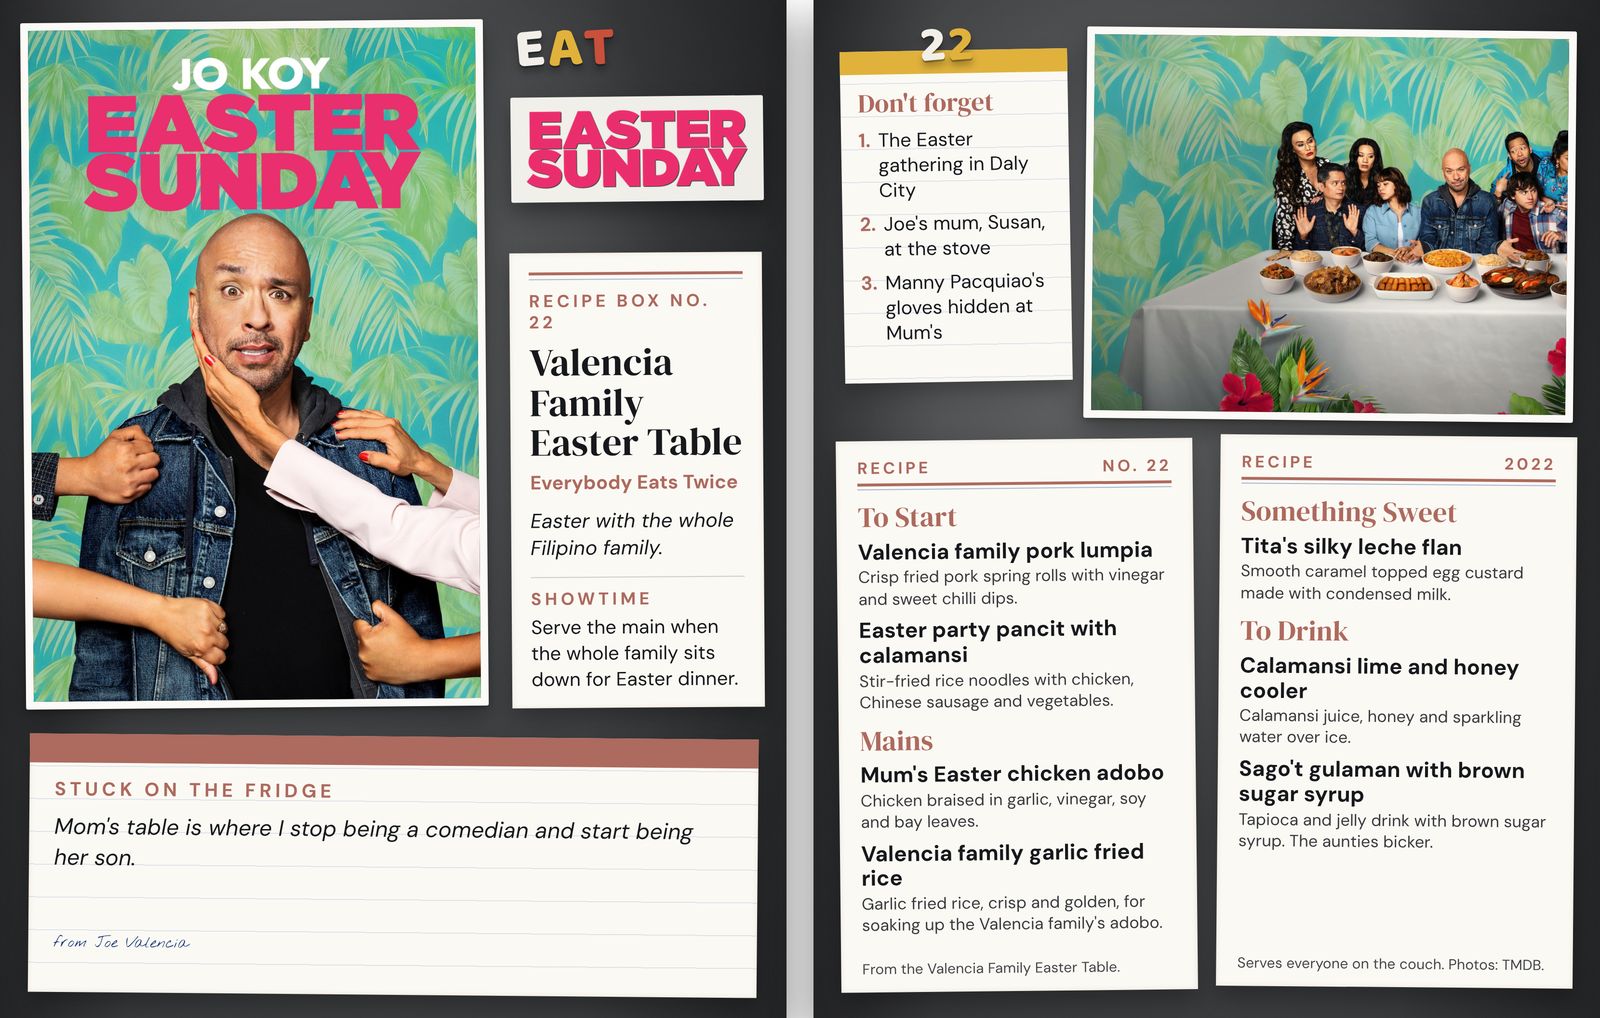 JO KOY
EASTER
SUNDAY
EAT
EASTER
SUNDAY
RECIPE BOX NO.
22
Valencia
Family
Easter Table
Everybody Eats Twice
Easter with the whole
Filipino family.
SHOWTIME
Serve the main when
the whole family sits
down for Easter dinner.
STUCK ON THE FRIDGE
Mom's table is where I stop being a comedian and start being
her son.
from Joe Valencia
22
Don't forget
1. The Easter
gathering in Daly
City
2. Joe's mum, Susan,
at the stove
3. Manny Pacquiao's
gloves hidden at
Mum's
RECIPE NO. 22
To Start
Valencia family pork lumpia
Crisp fried pork spring rolls with vinegar
and sweet chilli dips.
Easter party pancit with
calamansi
Stir-fried rice noodles with chicken,
Chinese sausage and vegetables.
Mains
Mum's Easter chicken adobo
Chicken braised in garlic, vinegar, soy
and bay leaves.
Valencia family garlic fried
rice
Garlic fried rice, crisp and golden, for
soaking up the Valencia family's adobo.
From the Valencia Family Easter Table.
RECIPE 2022
Something Sweet
Tita's silky leche flan
Smooth caramel topped egg custard
made with condensed milk.
To Drink
Calamansi lime and honey
cooler
Calamansi juice, honey and sparkling
water over ice.
Sago't gulaman with brown
sugar syrup
Tapioca and jelly drink with brown sugar
syrup. The aunties bicker.
Serves everyone on the couch. Photos: TMDB.